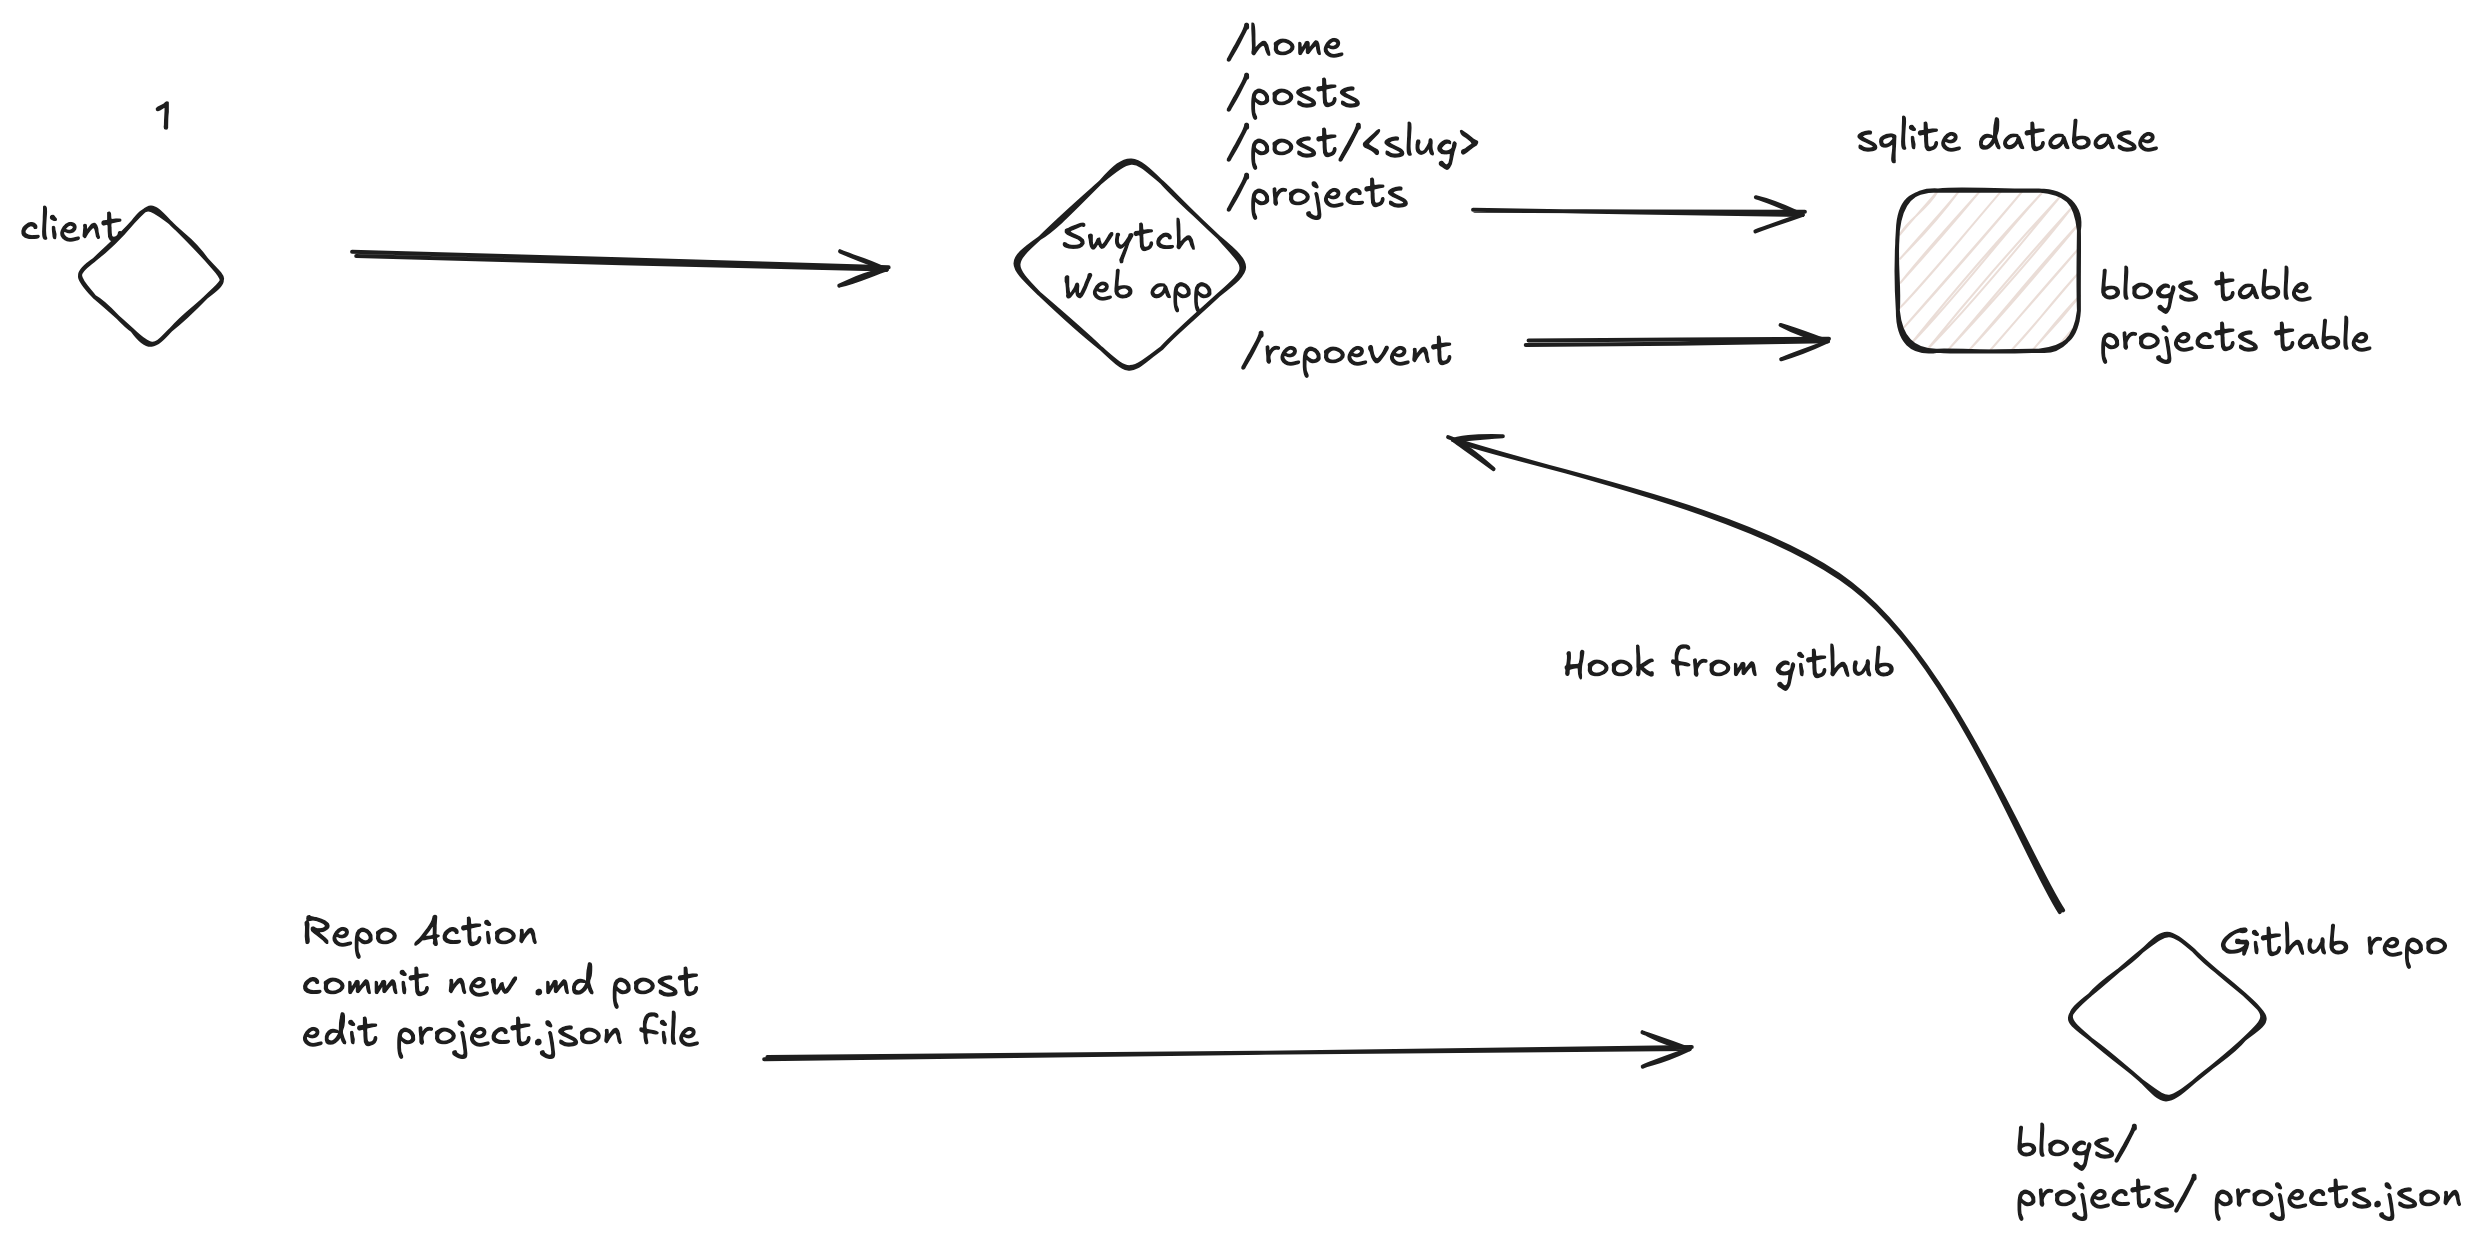 1
client
Swytch
Web app
/home
/posts
/post/<slug>
/projects
/repoevent
sqlite database
blogs table
projects table
Hook from github
Repo Action
commit new .md post
edit project.json file
Github repo
blogs/
projects/ projects.json